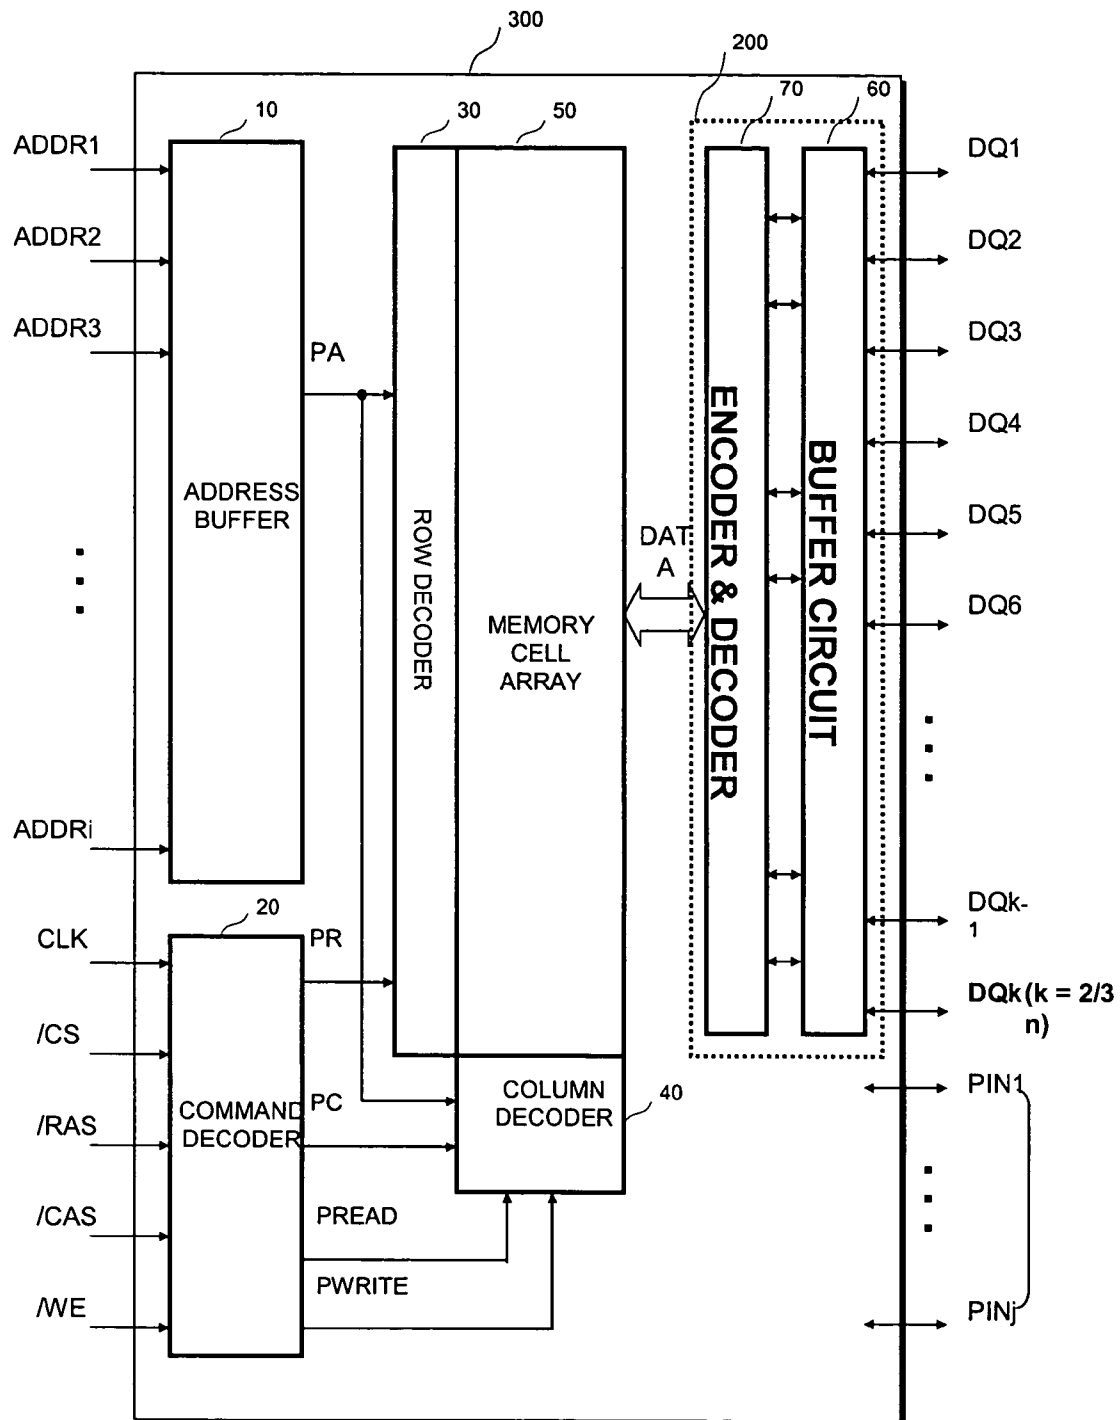 300
200
10
30
50
70
60
ADDR1
ADDR2
ADDR3
ADDRi
ADDRESS
BUFFER
PA
ROW DECODER
MEMORY
CELL
ARRAY
DAT
A
ENCODER & DECODER
BUFFER CIRCUIT
DQ1
DQ2
DQ3
DQ4
DQ5
DQ6
DQk-
1
DQk (k = 2/3
n)
20
CLK
/CS
/RAS
/CAS
/WE
COMMAND
DECODER
PR
PC
PREAD
PWRITE
COLUMN
DECODER
40
PIN1
PINj